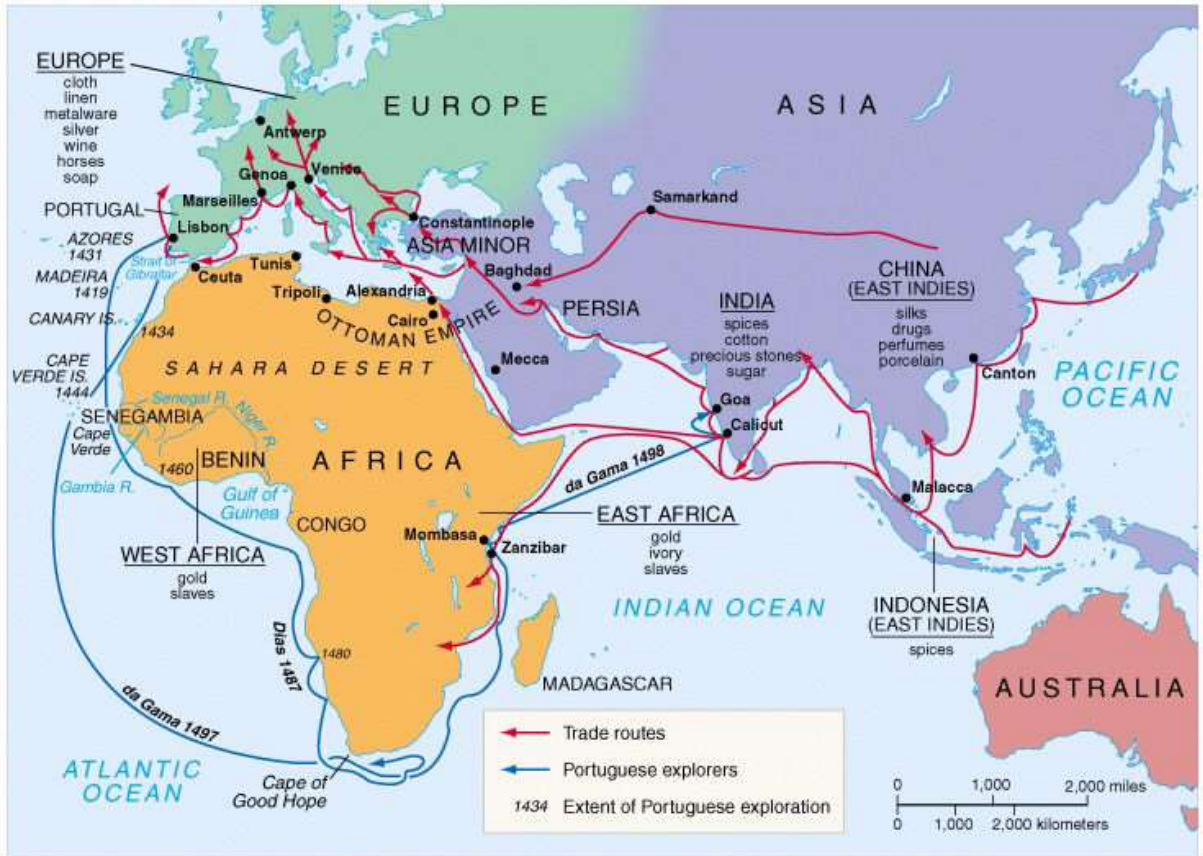 EUROPE
cloth
linen
metalware
silver
wine
horses
soap
EUROPE
ASIA
Antwerp
Venice
Genoa
Marseilles
PORTUGAL
Lisbon
Constantinople
Samarkand
ASIA MINOR
AZORES
1431
Strait of
Gibraltar
Ceuta
Tunis
Baghdad
CHINA
(EAST INDIES)
silks
drugs
perfumes
porcelain
MADEIRA
1419
Tripoli
Alexandria
PERSIA
INDIA
spices
cotton
precious stones
sugar
CANARY IS.
1434
Cairo
OTTOMAN EMPIRE
Mecca
Canton
PACIFIC
OCEAN
CAPE
VERDE IS.
1444
SAHARA DESERT
Goa
Calicut
Senegal R.
SENEGAMBIA
Niger R.
Cape
Verde
1460
BENIN
AFRICA
da Gama 1498
Gambia R.
Gulf of
Guinea
Malacca
CONGO
EAST AFRICA
gold
ivory
slaves
Mombasa
Zanzibar
WEST AFRICA
gold
slaves
INDIAN OCEAN
INDONESIA
(EAST INDIES)
spices
Dias 1487
1480
MADAGASCAR
AUSTRALIA
da Gama 1497
ATLANTIC
OCEAN
Cape of
Good Hope
Trade routes
Portuguese explorers
1434 Extent of Portuguese exploration
0 1,000 2,000 miles
0 1,000 2,000 kilometers